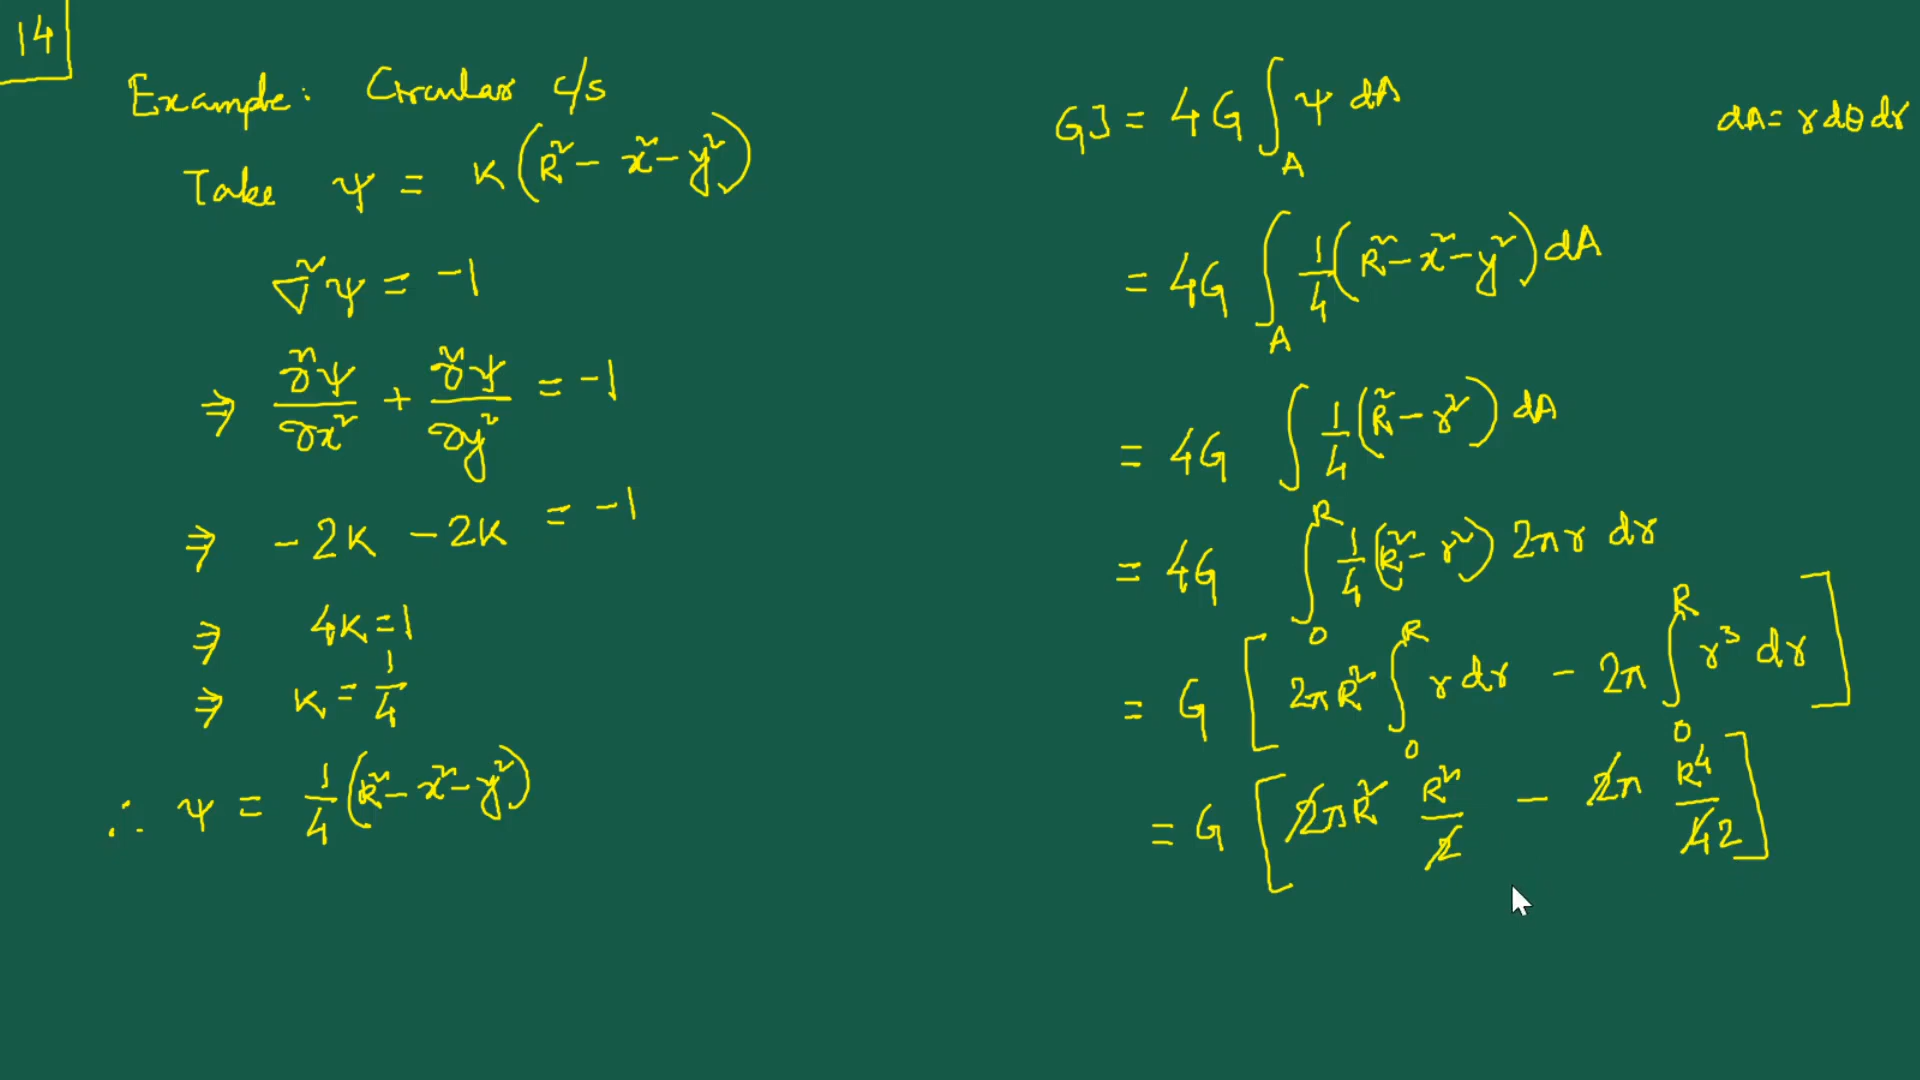 14
Example: Circular c/s
Take ψ = K(R² - x² - y²)
∇²ψ = -1
⇒ ∂²ψ/∂x² + ∂²ψ/∂y² = -1
⇒ -2K - 2K = -1
⇒ 4K = 1
⇒ K = 1/4
∴ ψ = 1/4 (R² - x² - y²)
GJ = 4G ∫_A ψ dA
dA = r dθ dr
= 4G ∫_A 1/4 (R² - x² - y²) dA
= 4G ∫ 1/4 (R² - r²) dA
= 4G ∫_0^R 1/4 (R² - r²) 2πr dr
= G [2πR² ∫_0^R r dr - 2π ∫_0^R r³ dr]
= G [2πR² R²/2 - 2π R⁴/4 2]